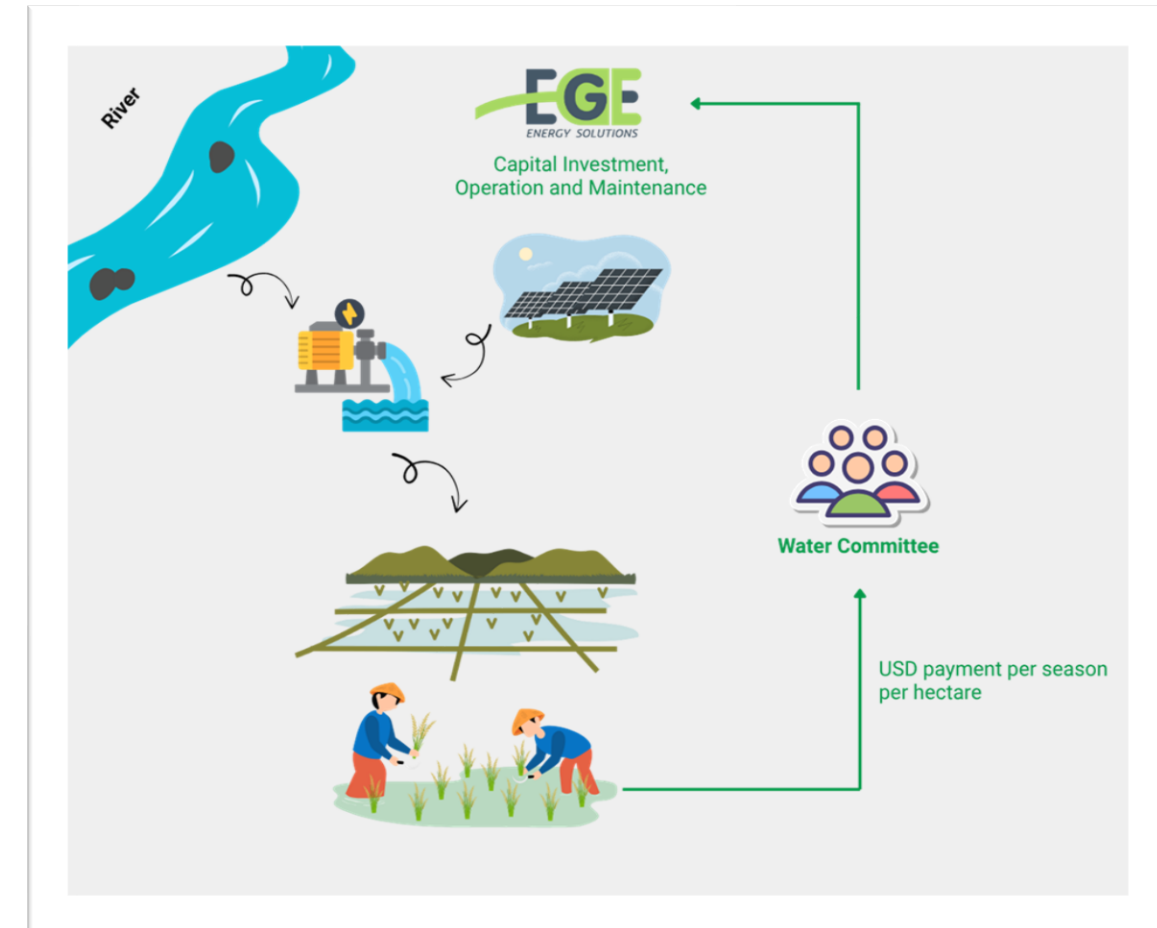 River
EGE
ENERGY SOLUTIONS
Capital Investment,
Operation and Maintenance
Water Committee
USD payment per season
per hectare